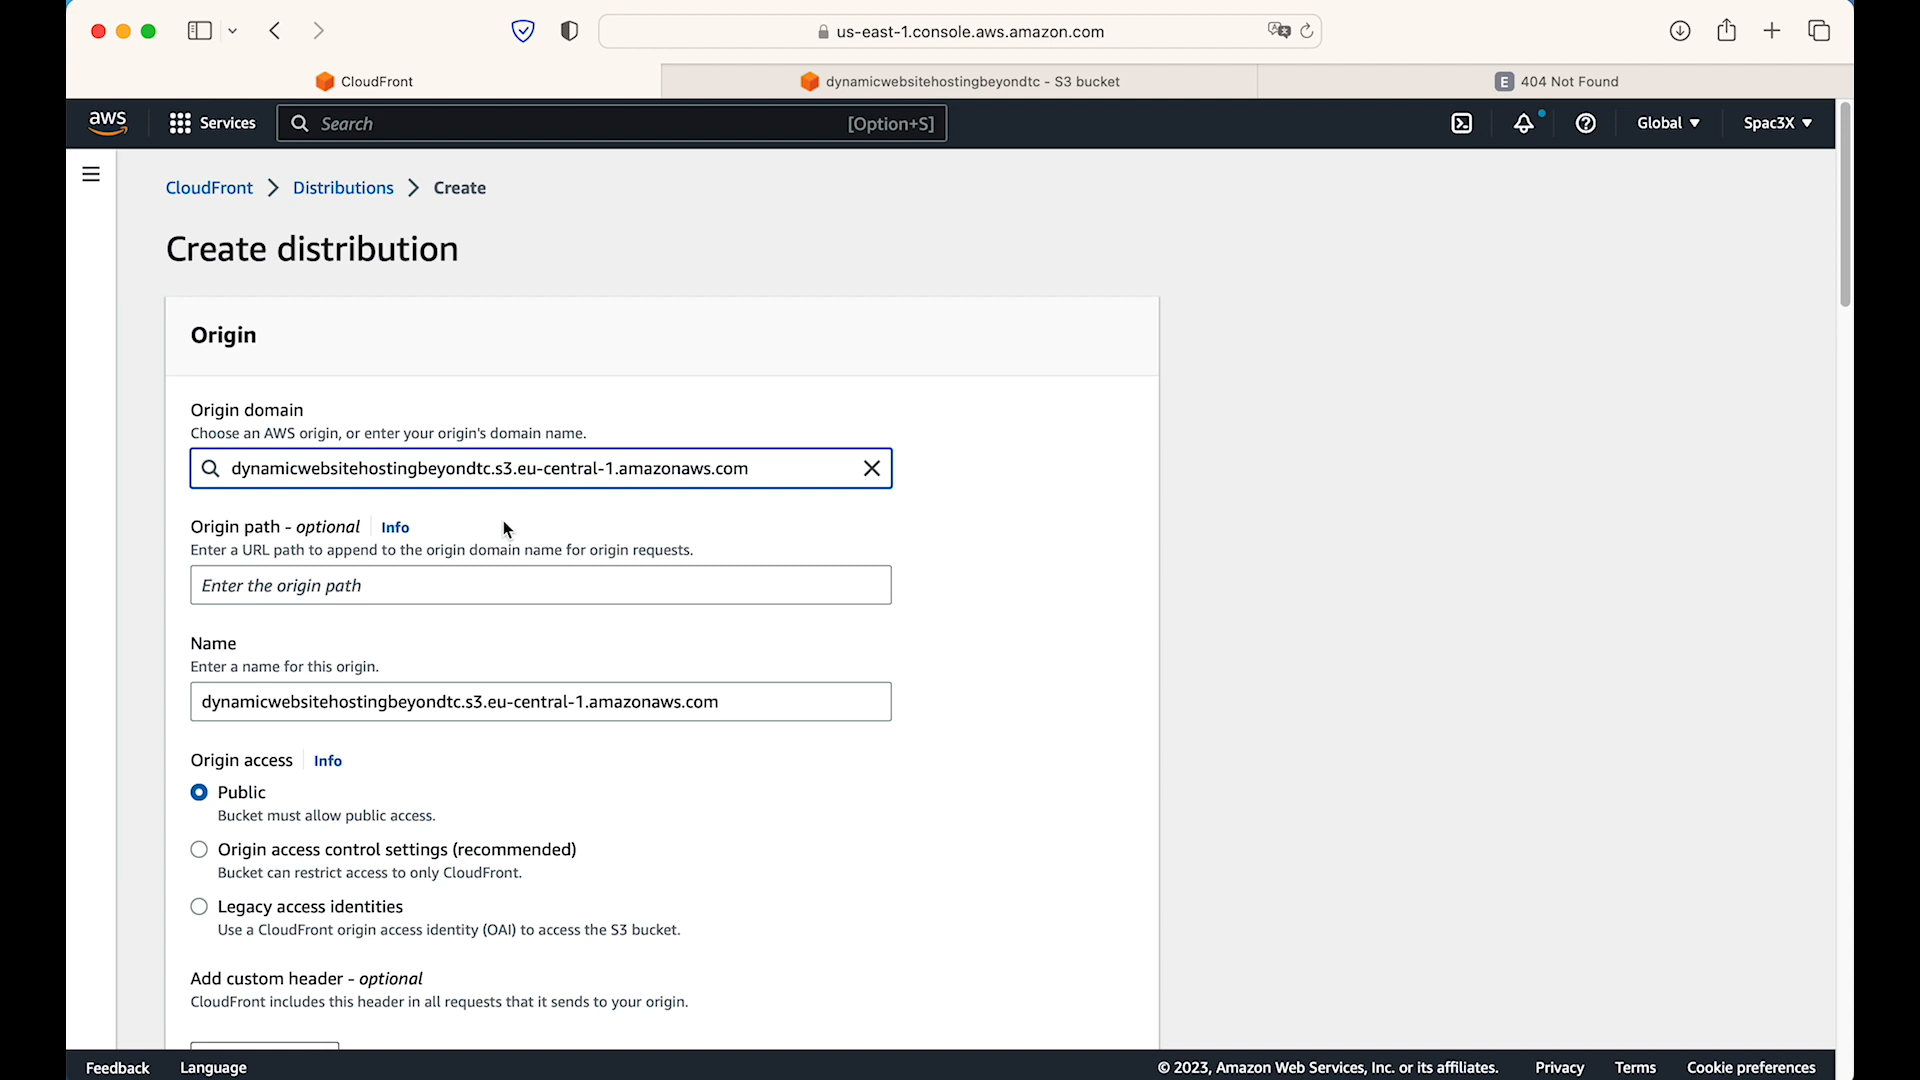 us-east-1.console.aws.amazon.com
CloudFront
dynamicwebsitehostingbeyondtc - S3 bucket
E 404 Not Found
aws Services Search [Option+S] Global Spac3X
CloudFront Distributions Create
Create distribution
Origin
Origin domain
Choose an AWS origin, or enter your origin's domain name.
dynamicwebsitehostingbeyondtc.s3.eu-central-1.amazonaws.com
Origin path - optional Info
Enter a URL path to append to the origin domain name for origin requests.
Enter the origin path
Name
Enter a name for this origin.
dynamicwebsitehostingbeyondtc.s3.eu-central-1.amazonaws.com
Origin access Info
Public
Bucket must allow public access.
Origin access control settings (recommended)
Bucket can restrict access to only CloudFront.
Legacy access identities
Use a CloudFront origin access identity (OAI) to access the S3 bucket.
Add custom header - optional
CloudFront includes this header in all requests that it sends to your origin.
Feedback Language © 2023, Amazon Web Services, Inc. or its affiliates. Privacy Terms Cookie preferences